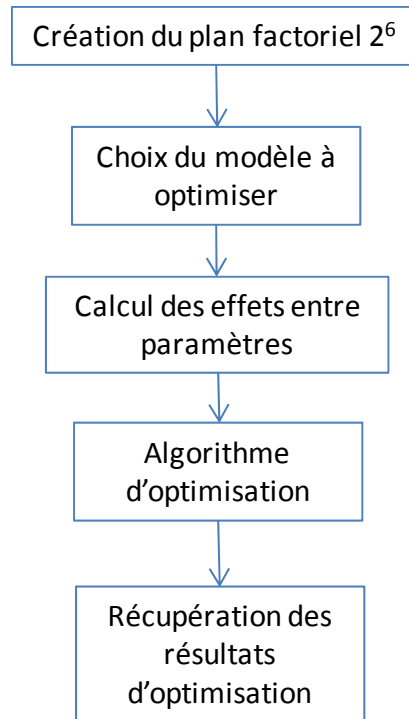 Création du plan factoriel 2⁶
Choix du modèle à
optimiser
Calcul des effets entre
paramètres
Algorithme
d’optimisation
Récupération des
résultats
d’optimisation